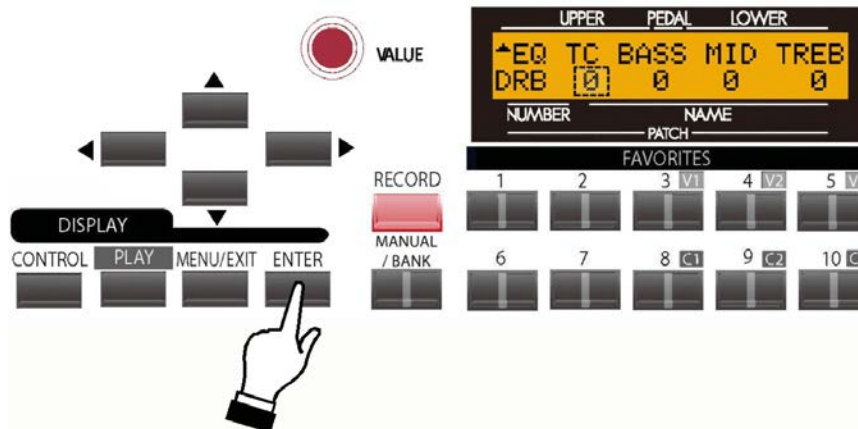 UPPER PEDAL LOWER
VALUE
EQ TC BASS MID TREB
DRB 0 0 0 0
NUMBER NAME
PATCH
FAVORITES
RECORD
1 2 3 V1 4 V2 5
DISPLAY
MANUAL
/ BANK
CONTROL PLAY MENU/EXIT ENTER
6 7 8 C1 9 C2 10